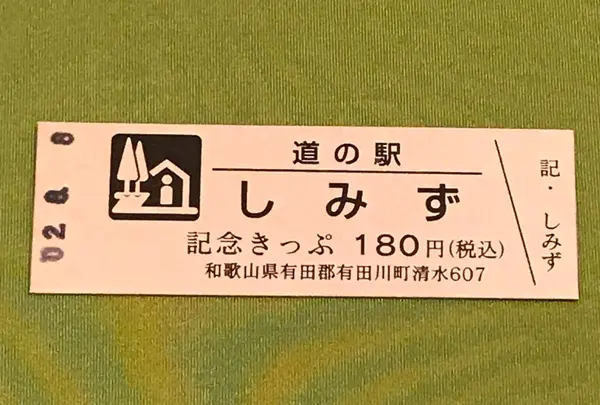 道の駅
しみず
記念きっぷ 180円(税込)
和歌山県有田郡有田川町清水607
記・しみず
02. 8. 8